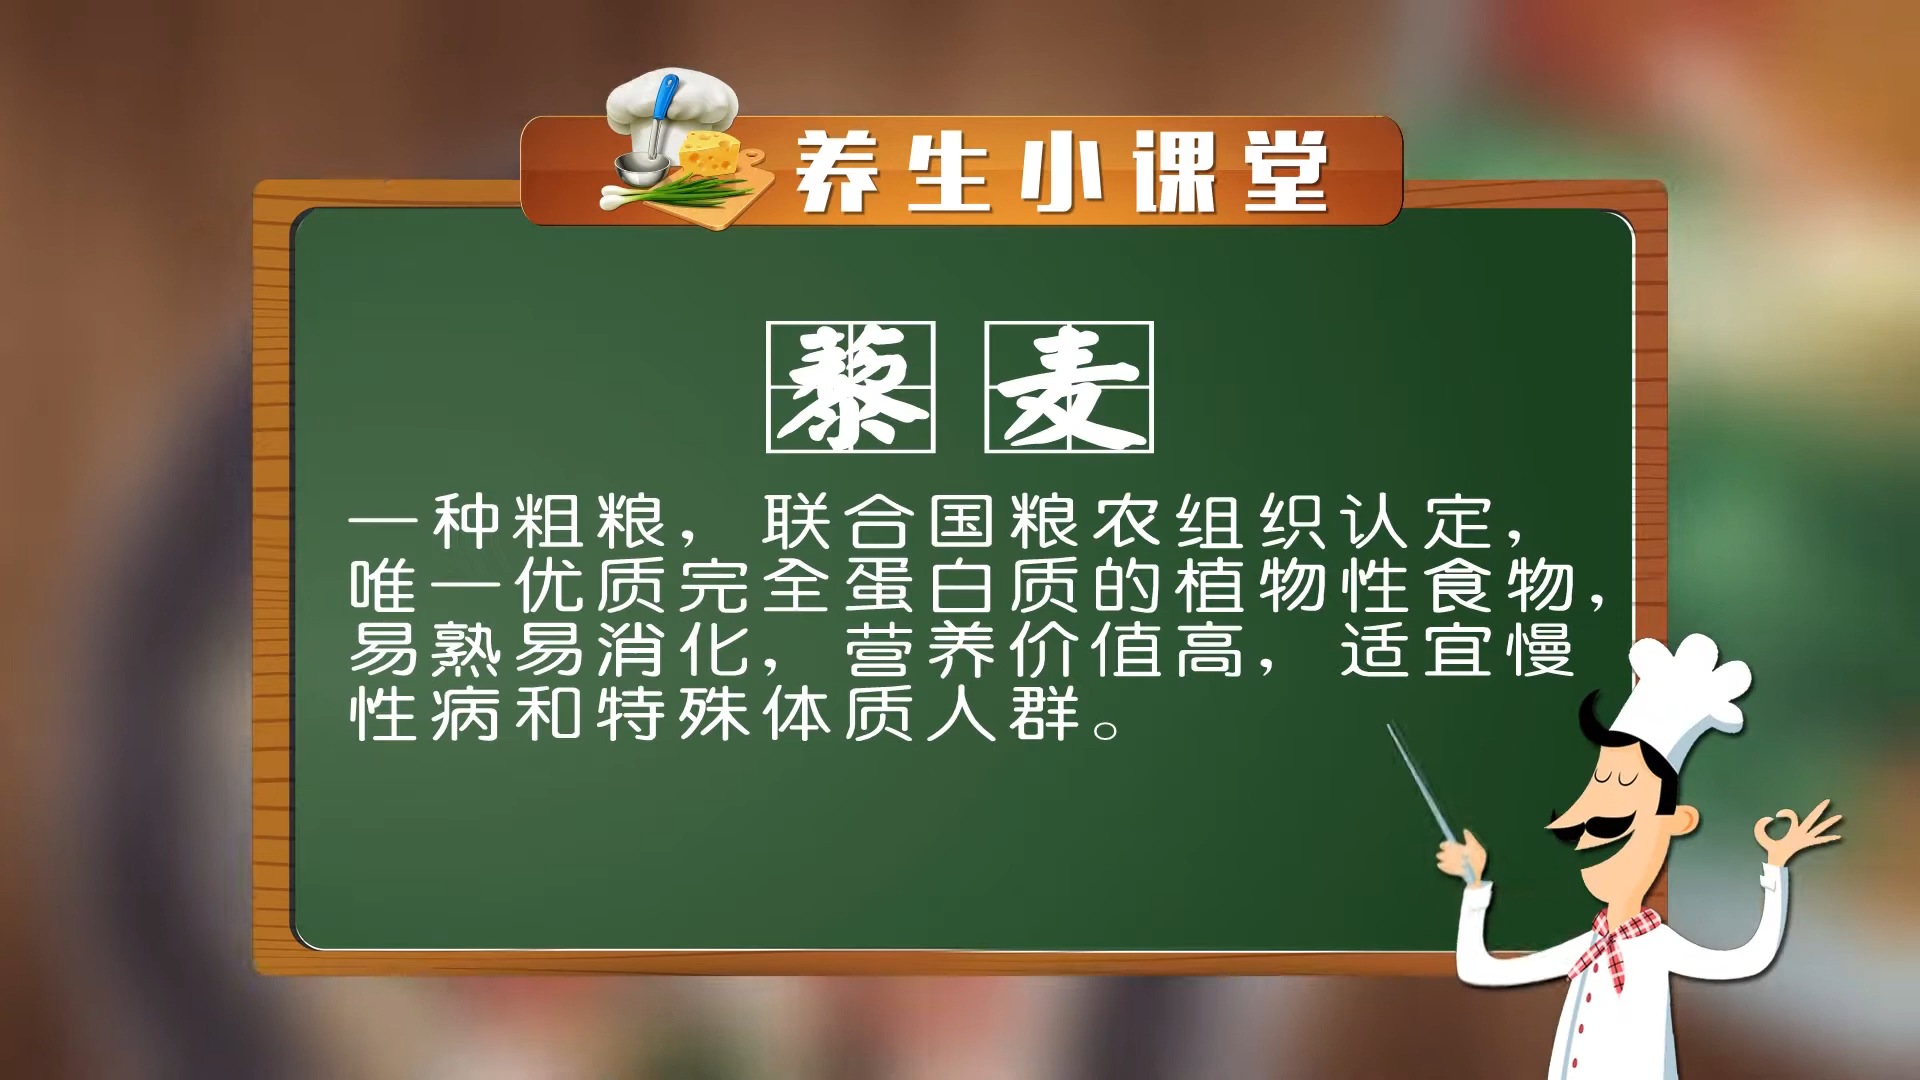 养生小课堂
藜麦
一种粗粮，联合国粮农组织认定，
唯一优质完全蛋白质的植物性食物，
易熟易消化，营养价值高，适宜慢
性病和特殊体质人群。